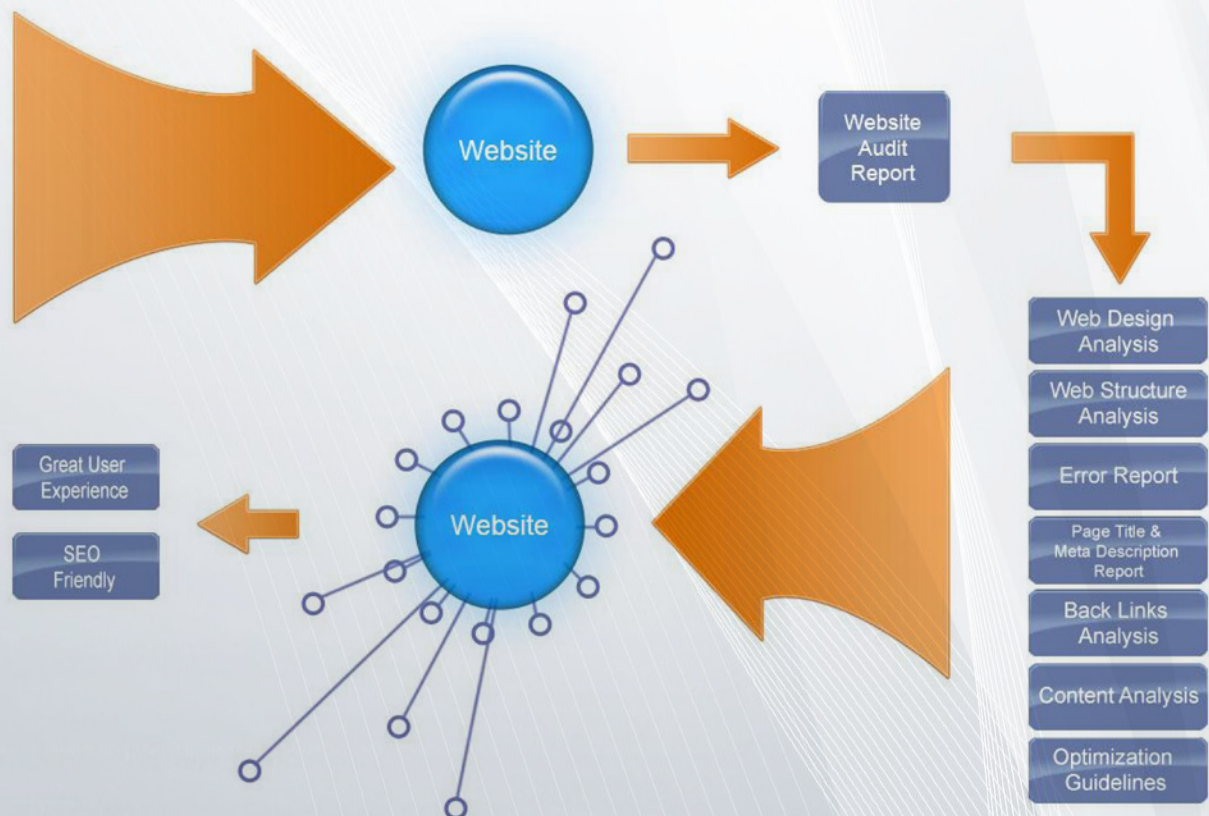 Website
Website
Audit
Report
Web Design
Analysis
Web Structure
Analysis
Error Report
Page Title &
Meta Description
Report
Back Links
Analysis
Content Analysis
Optimization
Guidelines
Website
Great User
Experience
SEO
Friendly